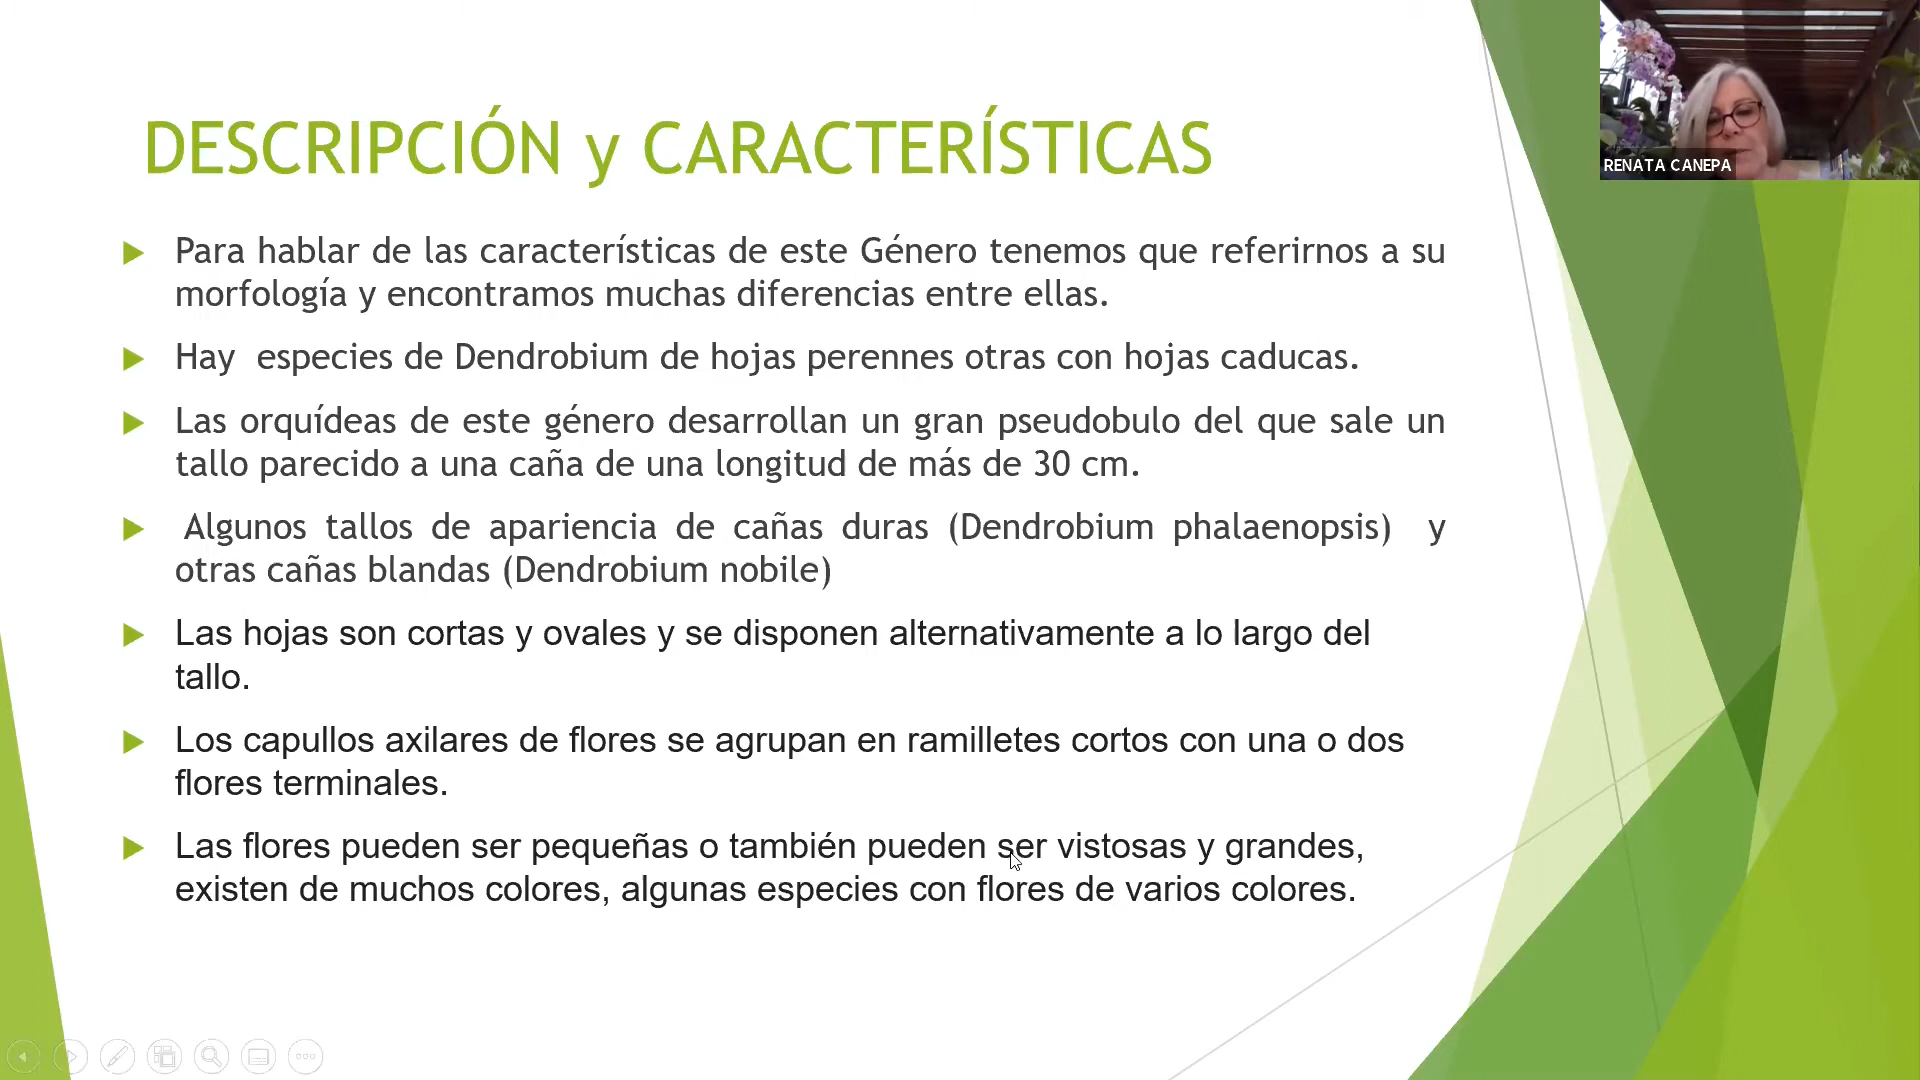 DESCRIPCIÓN y CARACTERÍSTICAS
Para hablar de las características de este Género tenemos que referirnos a su
morfología y encontramos muchas diferencias entre ellas.
Hay especies de Dendrobium de hojas perennes otras con hojas caducas.
Las orquídeas de este género desarrollan un gran pseudobulo del que sale un
tallo parecido a una caña de una longitud de más de 30 cm.
Algunos tallos de apariencia de cañas duras (Dendrobium phalaenopsis) y
otras cañas blandas (Dendrobium nobile)
Las hojas son cortas y ovales y se disponen alternativamente a lo largo del
tallo.
Los capullos axilares de flores se agrupan en ramilletes cortos con una o dos
flores terminales.
Las flores pueden ser pequeñas o también pueden ser vistosas y grandes,
existen de muchos colores, algunas especies con flores de varios colores.
RENATA CANEPA